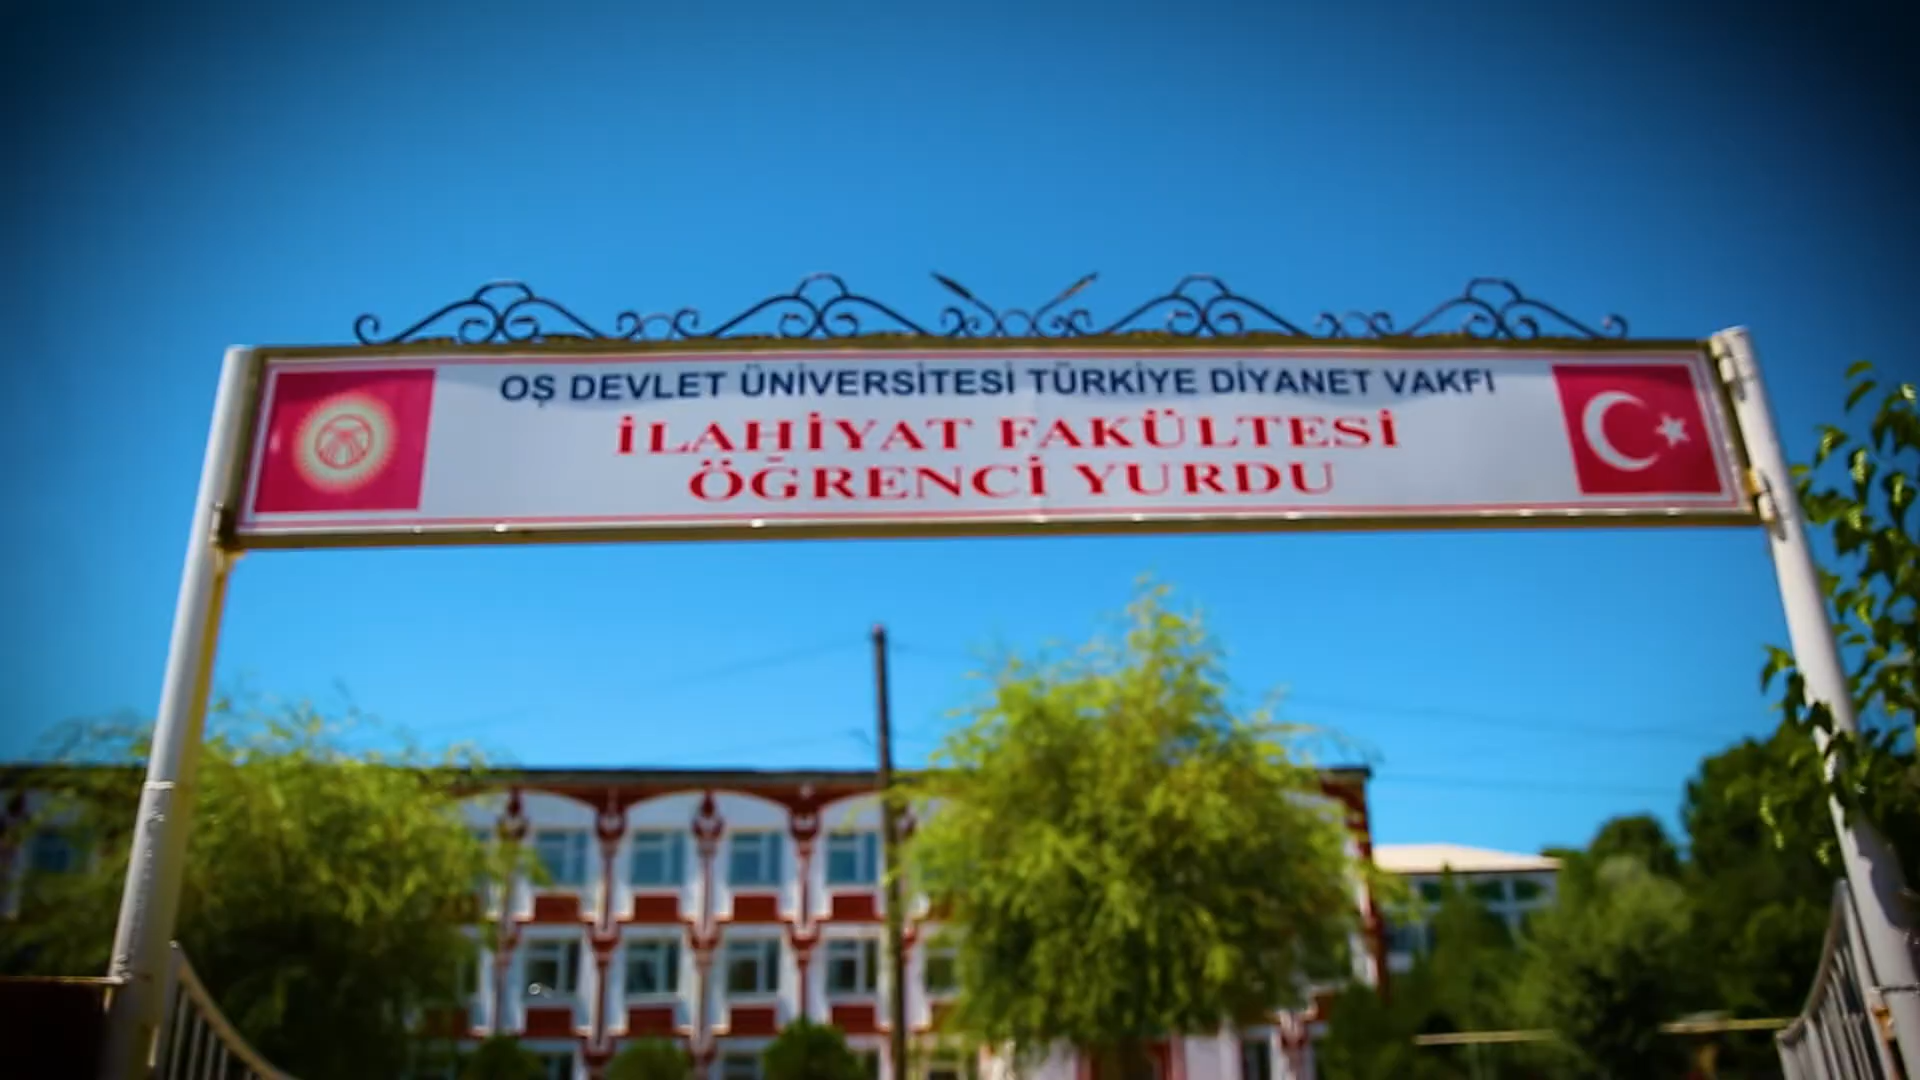 OŞ DEVLET ÜNİVERSİTESİ TÜRKİYE DİYANET VAKFI
İLAHİYAT FAKÜLTESİ
ÖĞRENCİ YURDU